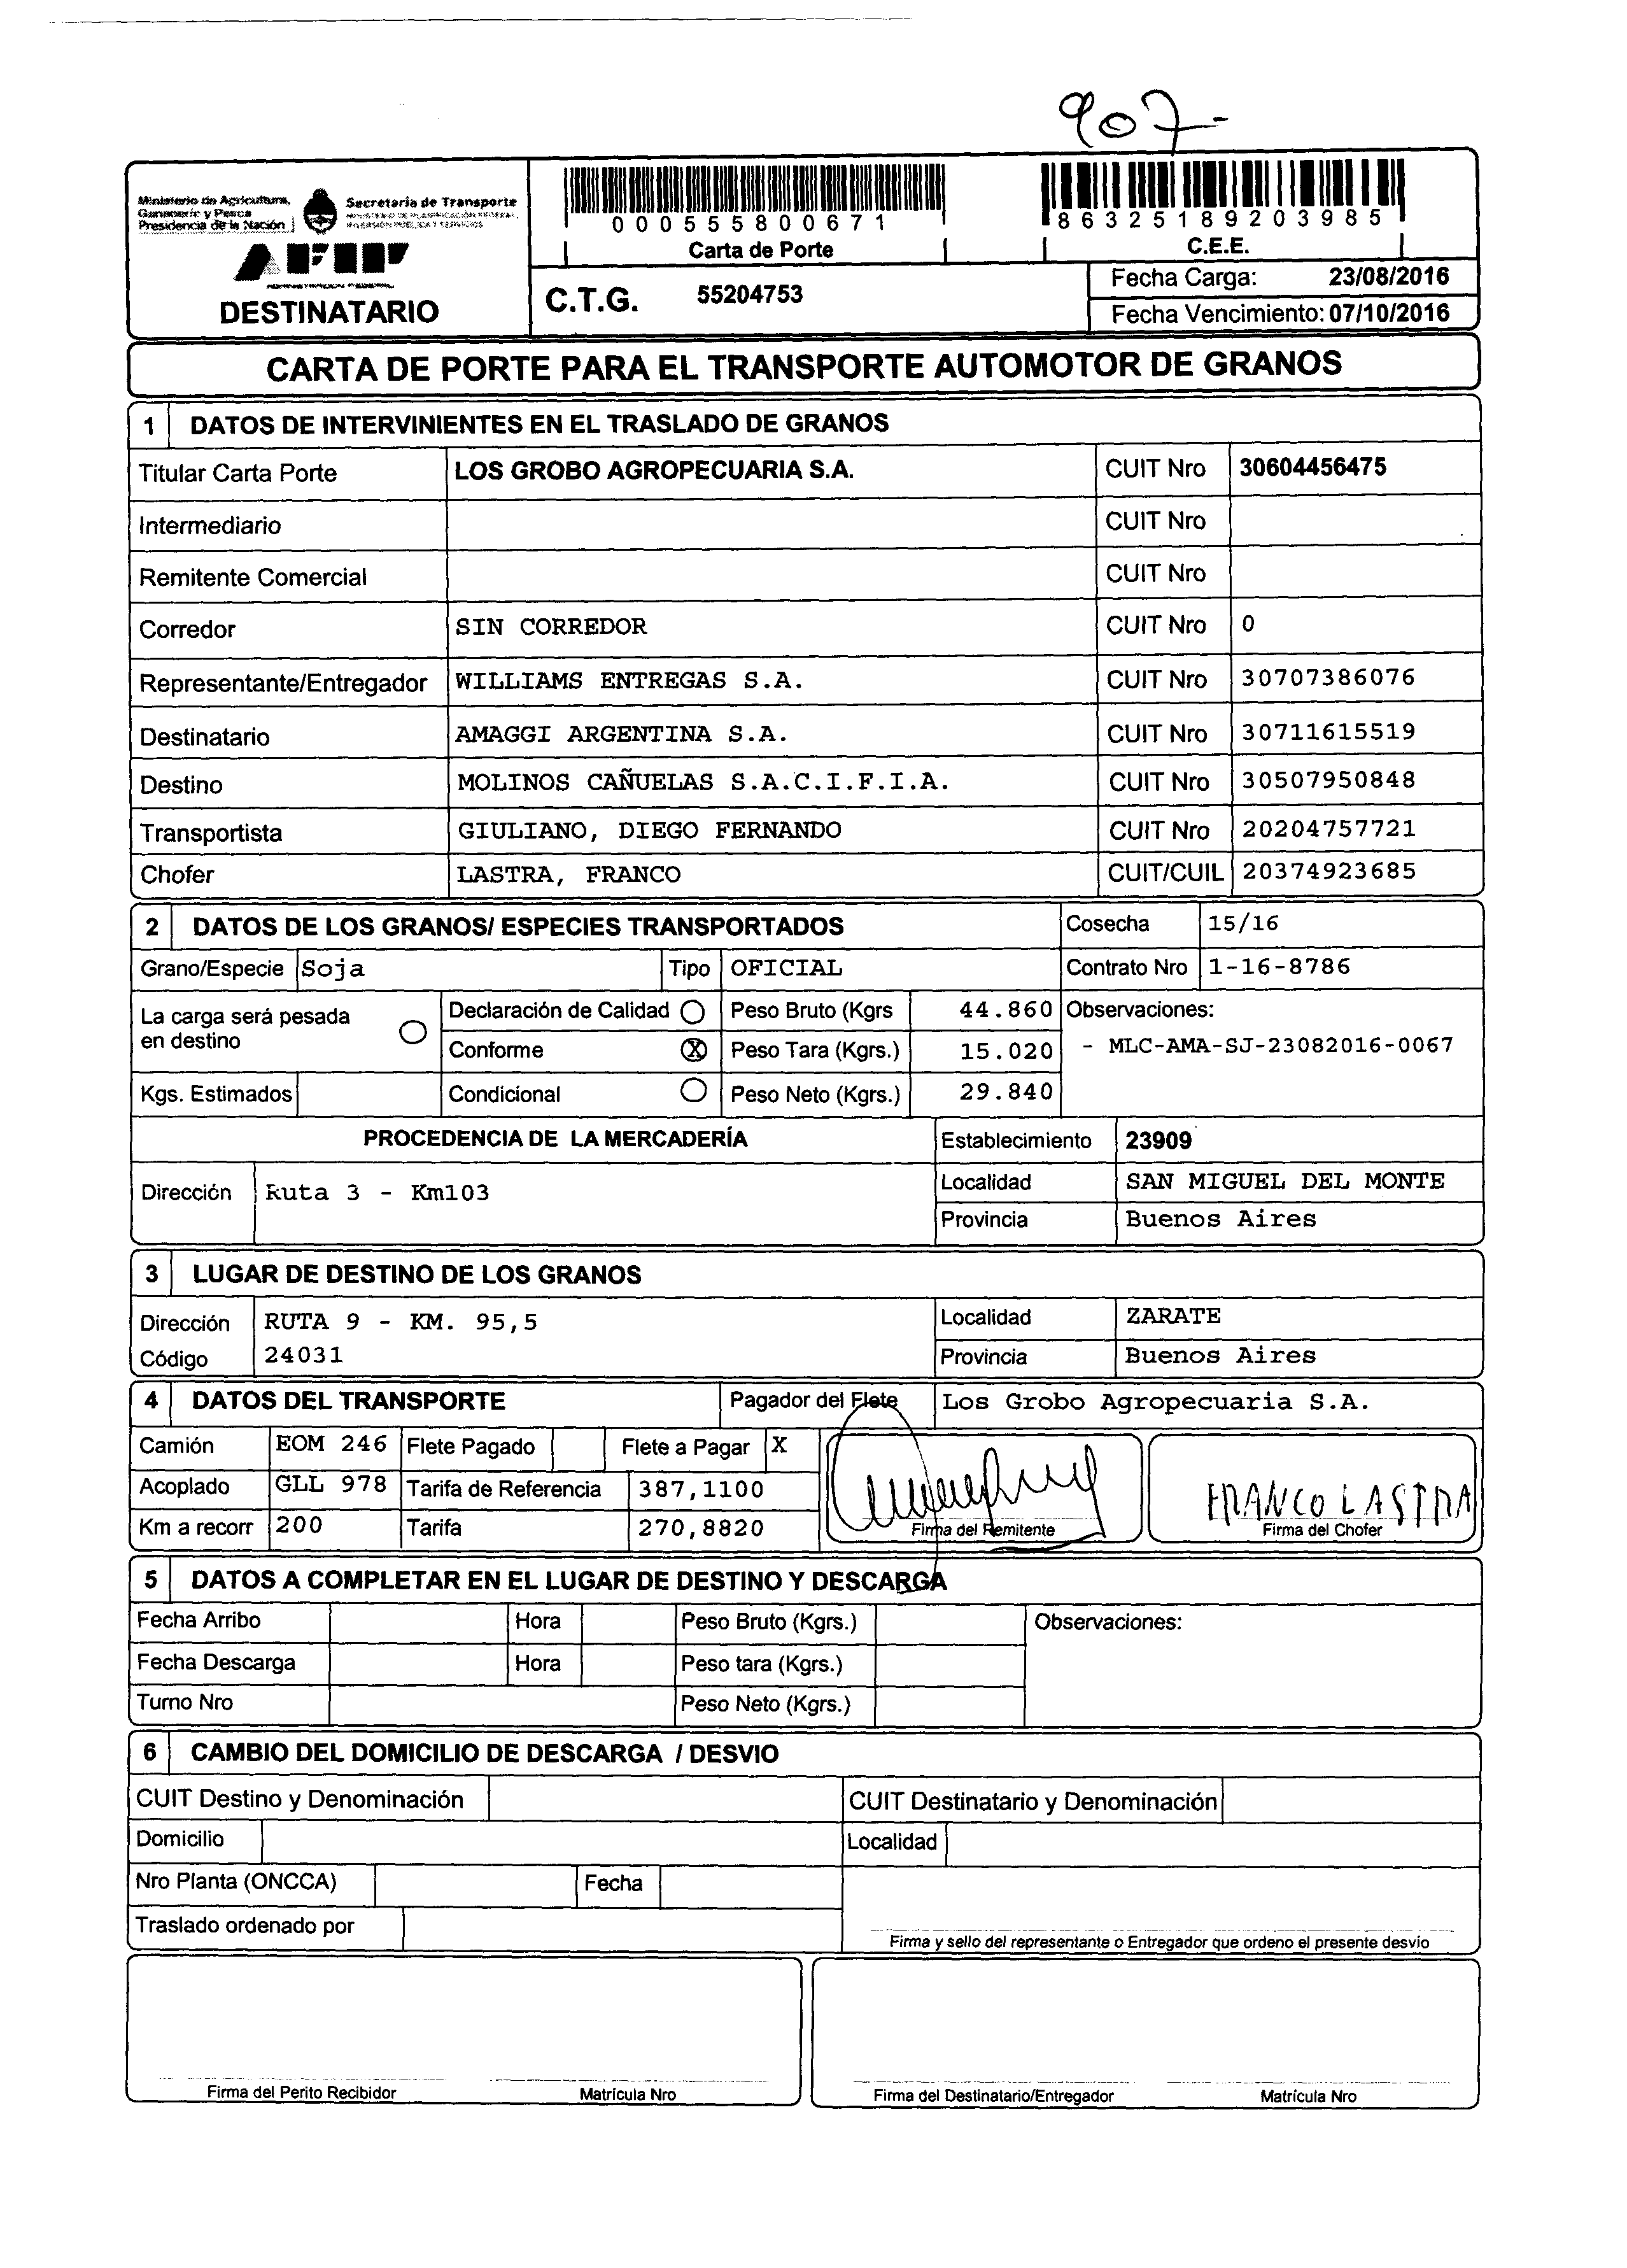 907-
Ministerio de Agricultura, Ganadería y Pesca Presidencia de la Nación
Secretaría de Transporte
AFIP
DESTINATARIO
000555800671
Carta de Porte
86325189203985
C.E.E.
C.T.G. 55204753
Fecha Carga: 23/08/2016
Fecha Vencimiento: 07/10/2016
CARTA DE PORTE PARA EL TRANSPORTE AUTOMOTOR DE GRANOS
1 DATOS DE INTERVINIENTES EN EL TRASLADO DE GRANOS
Titular Carta Porte LOS GROBO AGROPECUARIA S.A. CUIT Nro 30604456475
Intermediario CUIT Nro
Remitente Comercial CUIT Nro
Corredor SIN CORREDOR CUIT Nro 0
Representante/Entregador WILLIAMS ENTREGAS S.A. CUIT Nro 30707386076
Destinatario AMAGGI ARGENTINA S.A. CUIT Nro 30711615519
Destino MOLINOS CAÑUELAS S.A.C.I.F.I.A. CUIT Nro 30507950848
Transportista GIULIANO, DIEGO FERNANDO CUIT Nro 20204757721
Chofer LASTRA, FRANCO CUIT/CUIL 20374923685
2 DATOS DE LOS GRANOS/ ESPECIES TRANSPORTADOS Cosecha 15/16
Grano/Especie Soja Tipo OFICIAL Contrato Nro 1-16-8786
La carga será pesada en destino Declaración de Calidad Peso Bruto (Kgrs 44.860 Observaciones:
Conforme X Peso Tara (Kgrs.) 15.020 - MLC-AMA-SJ-23082016-0067
Kgs. Estimados Condicional Peso Neto (Kgrs.) 29.840
PROCEDENCIA DE LA MERCADERÍA Establecimiento 23909
Dirección Ruta 3 - Km103 Localidad SAN MIGUEL DEL MONTE
Provincia Buenos Aires
3 LUGAR DE DESTINO DE LOS GRANOS
Dirección RUTA 9 - KM. 95,5 Localidad ZARATE
Código 24031 Provincia Buenos Aires
4 DATOS DEL TRANSPORTE Pagador del Flete Los Grobo Agropecuaria S.A.
Camión EOM 246 Flete Pagado Flete a Pagar X
Acoplado GLL 978 Tarifa de Referencia 387,1100
FRANCO LASTRA
Km a recorr 200 Tarifa 270,8820 Firma del Remitente Firma del Chofer
5 DATOS A COMPLETAR EN EL LUGAR DE DESTINO Y DESCARGA
Fecha Arribo Hora Peso Bruto (Kgrs.) Observaciones:
Fecha Descarga Hora Peso tara (Kgrs.)
Turno Nro Peso Neto (Kgrs.)
6 CAMBIO DEL DOMICILIO DE DESCARGA / DESVIO
CUIT Destino y Denominación CUIT Destinatario y Denominación
Domicilio Localidad
Nro Planta (ONCCA) Fecha
Traslado ordenado por
Firma y sello del representante o Entregador que ordeno el presente desvio
Firma del Perito Recibidor Matrícula Nro Firma del Destinatario/Entregador Matrícula Nro